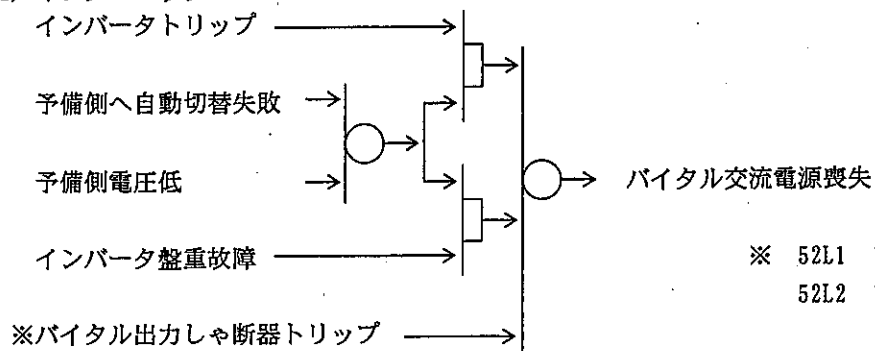 インバータトリップ
予備側へ自動切替失敗
予備側電圧低
バイタル交流電源喪失
インバータ盤重故障
※ 52L1
52L2
※バイタル出力しゃ断器トリップ